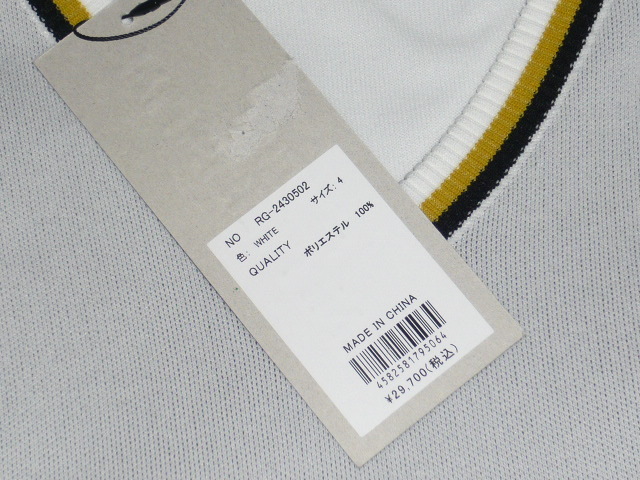 NO RG-2430502
色: WHITE サイズ: 4
QUALITY ポリエステル 100%
MADE IN CHINA
4582581795064
¥29,700(税込)